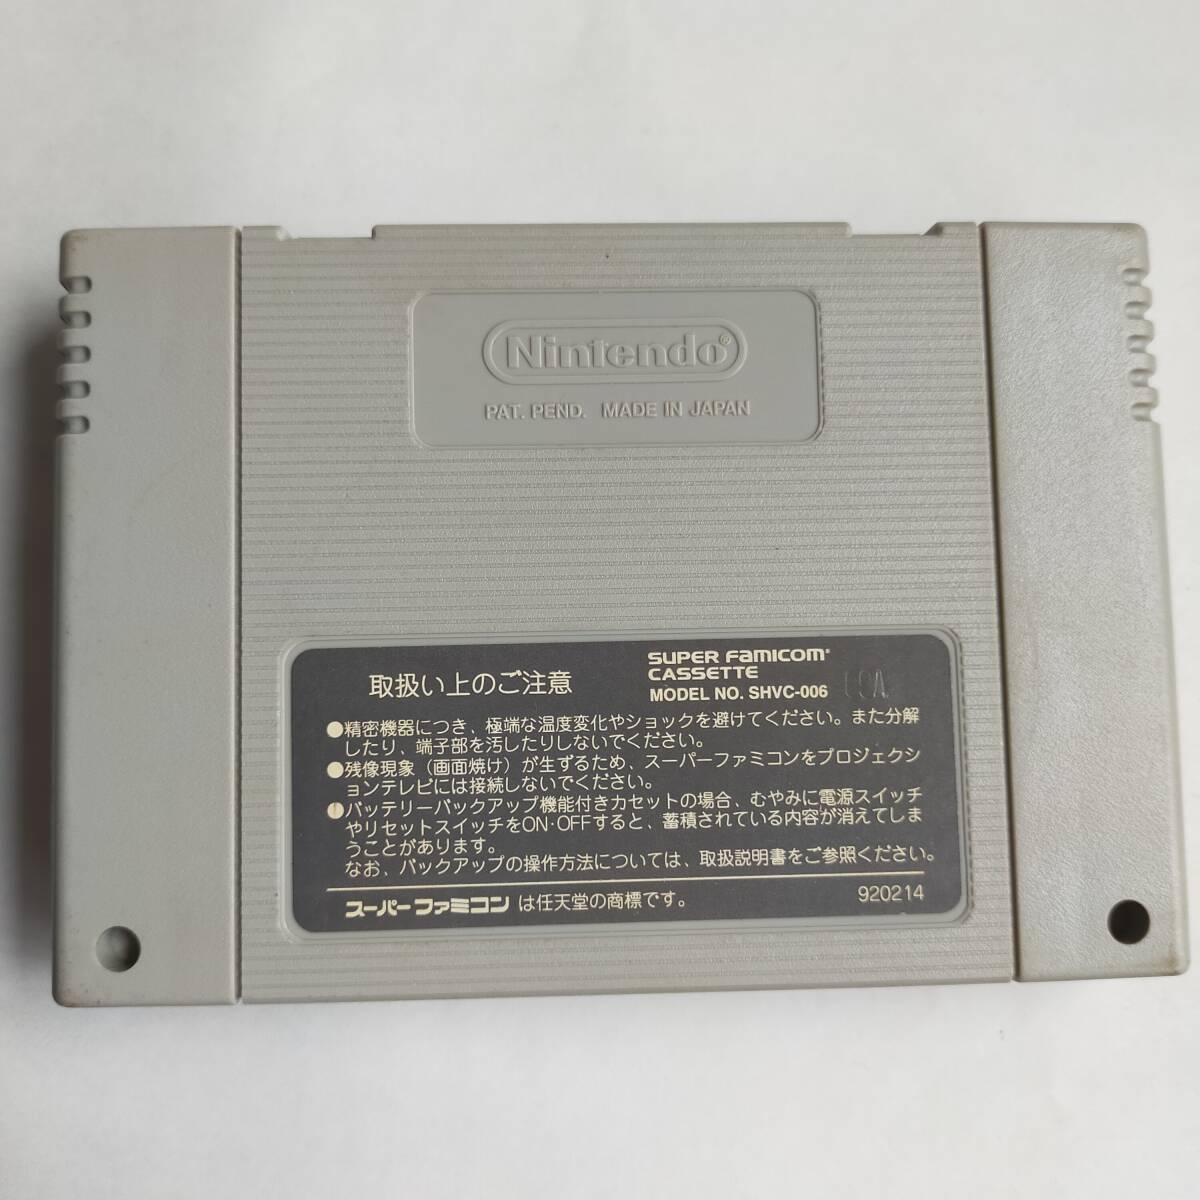 Nintendo®
PAT. PEND. MADE IN JAPAN
取扱い上のご注意
SUPER FAMICOM®
CASSETTE
MODEL NO. SHVC-006
●精密機器につき、極端な温度変化やショックを避けてください。また分解
したり、端子部を汚したりしないでください。
●残像現象（画面焼け）が生ずるため、スーパーファミコンをプロジェクシ
ョンテレビには接続しないでください。
●バッテリーバックアップ機能付きカセットの場合、むやみに電源スイッチ
やリセットスイッチをON·OFFすると、蓄積されている内容が消えてしま
うことがあります。
なお、バックアップの操作方法については、取扱説明書をご参照ください。
スーパーファミコンは任天堂の商標です。
920214